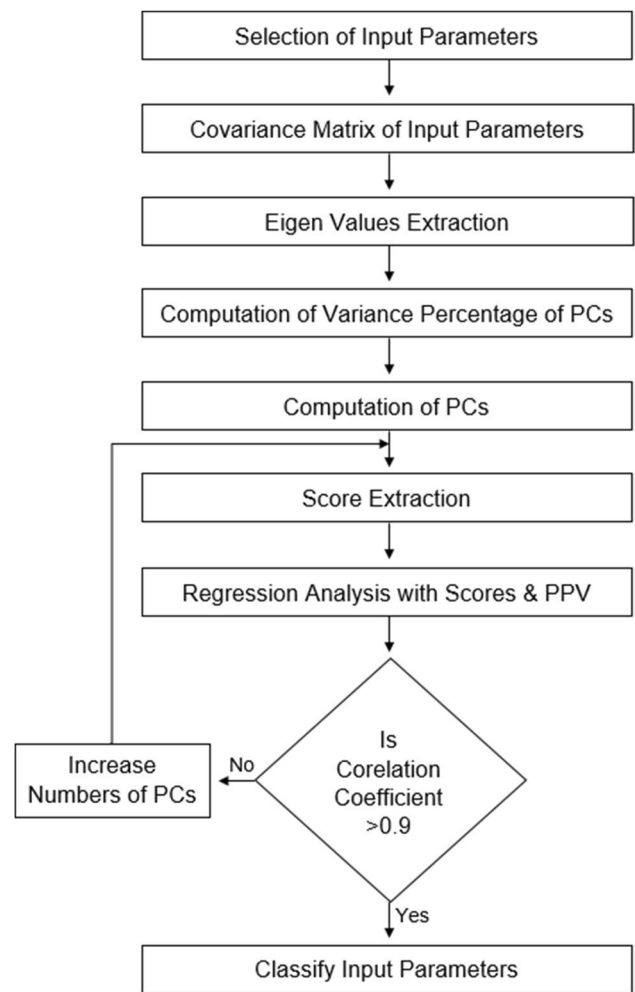 Selection of Input Parameters
Covariance Matrix of Input Parameters
Eigen Values Extraction
Computation of Variance Percentage of PCs
Computation of PCs
Score Extraction
Regression Analysis with Scores & PPV
Is
Corelation
Coefficient
>0.9
No
Increase
Numbers of PCs
Yes
Classify Input Parameters